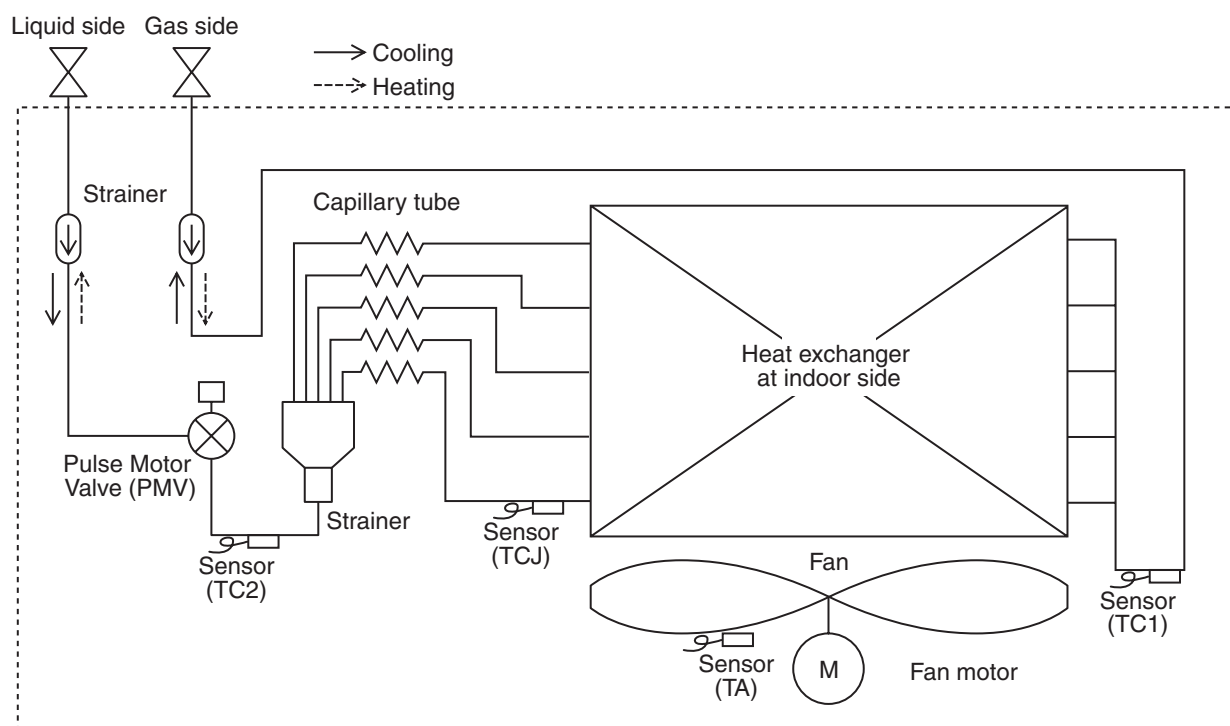 Liquid side
Gas side
Cooling
Heating
Strainer
Capillary tube
Heat exchanger
at indoor side
Pulse Motor
Valve (PMV)
Strainer
Sensor
(TCJ)
Sensor
(TC2)
Fan
Sensor
(TC1)
Sensor
(TA)
M
Fan motor